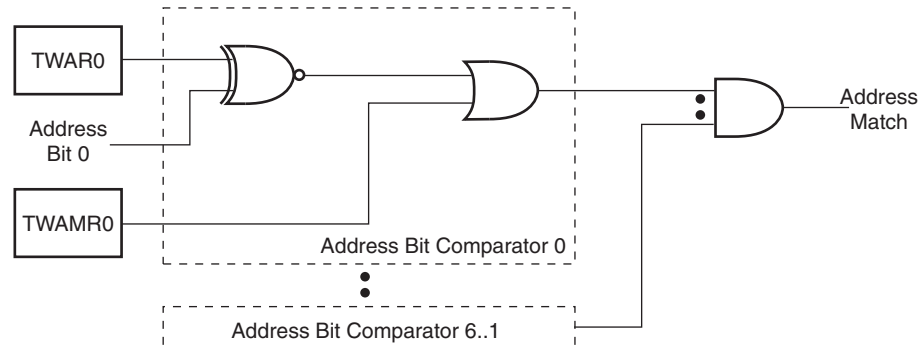 TWAR0
Address
Bit 0
TWAMR0
Address Bit Comparator 0
Address Bit Comparator 6..1
Address
Match